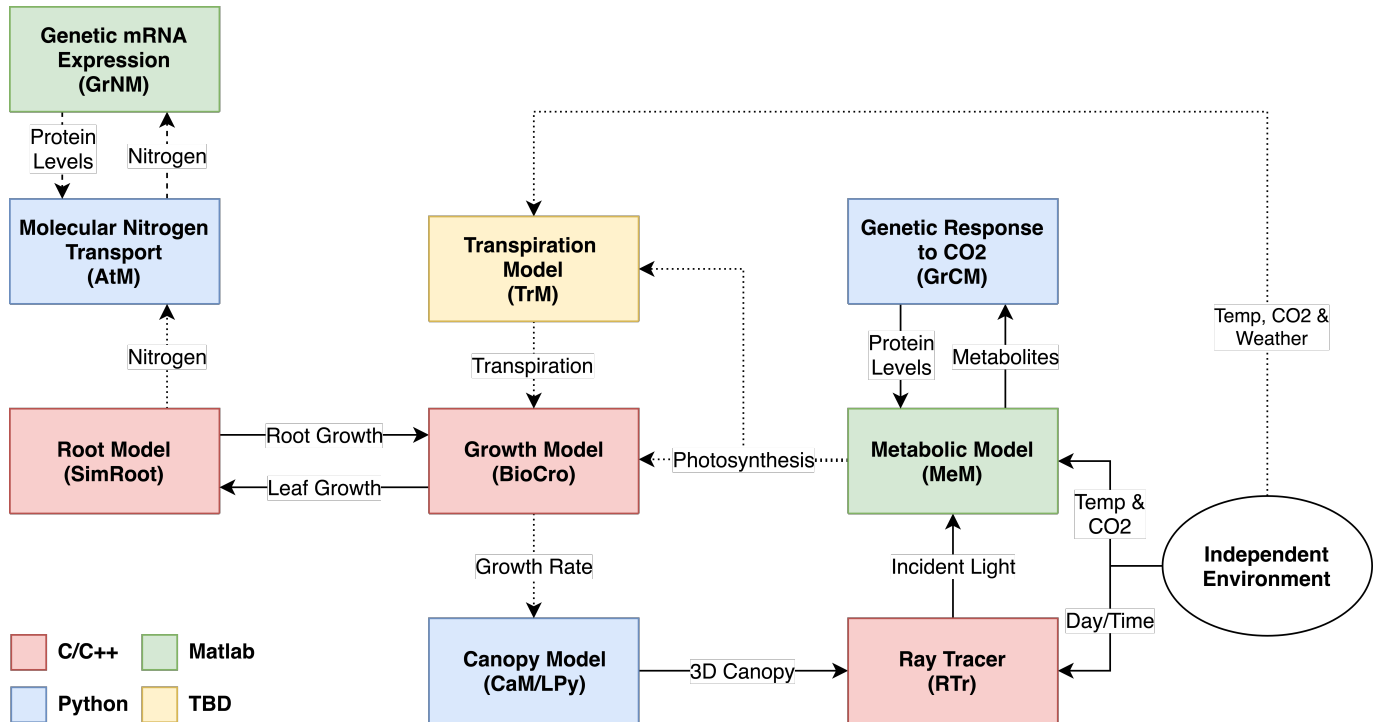 Genetic mRNA
Expression
(GrNM)
Protein
Levels
Nitrogen
Molecular Nitrogen
Transport
(AtM)
Nitrogen
Root Model
(SimRoot)
Root Growth
Leaf Growth
Transpiration
Model
(TrM)
Transpiration
Growth Model
(BioCro)
Growth Rate
Canopy Model
(CaM/LPy)
3D Canopy
Photosynthesis
Genetic Response
to CO2
(GrCM)
Protein
Levels
Metabolites
Metabolic Model
(MeM)
Incident Light
Ray Tracer
(RTr)
Temp, CO2 &
Weather
Temp &
CO2
Day/Time
Independent
Environment
C/C++
Matlab
Python
TBD